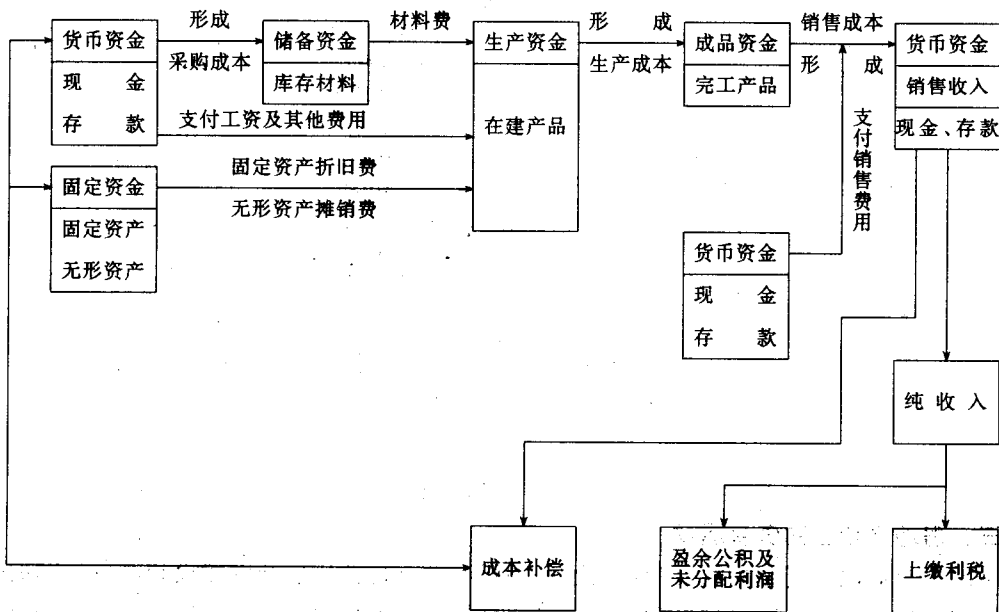 货币资金
现金
存款
形成
采购成本
储备资金
库存材料
材料费
支付工资及其他费用
固定资金
固定资产
无形资产
固定资产折旧费
无形资产摊销费
生产资金
在建产品
形成
生产成本
成品资金
完工产品
销售成本
形成
支付销售费用
货币资金
现金
存款
货币资金
销售收入
现金、存款
纯收入
成本补偿
盈余公积及
未分配利润
上缴利税